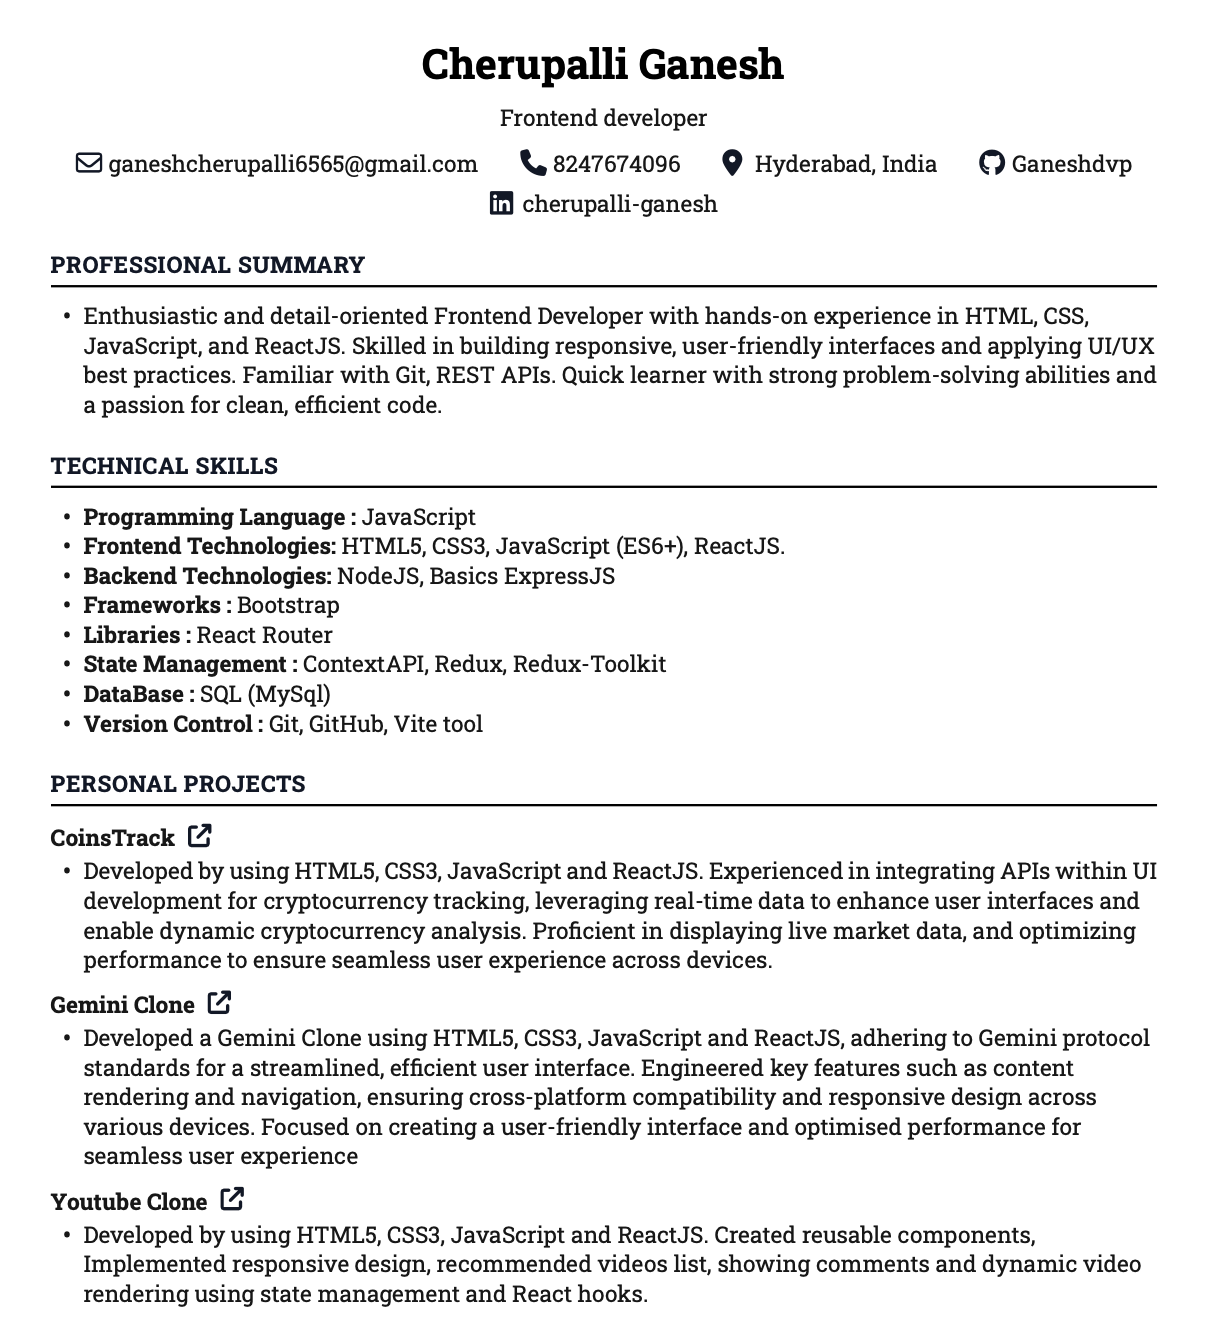 Cherupalli Ganesh
Frontend developer
ganeshcherupalli6565@gmail.com 8247674096 Hyderabad, India Ganeshdvp
cherupalli-ganesh
PROFESSIONAL SUMMARY
• Enthusiastic and detail-oriented Frontend Developer with hands-on experience in HTML, CSS,
JavaScript, and ReactJS. Skilled in building responsive, user-friendly interfaces and applying UI/UX
best practices. Familiar with Git, REST APIs. Quick learner with strong problem-solving abilities and
a passion for clean, efficient code.
TECHNICAL SKILLS
• Programming Language : JavaScript
• Frontend Technologies: HTML5, CSS3, JavaScript (ES6+), ReactJS.
• Backend Technologies: NodeJS, Basics ExpressJS
• Frameworks : Bootstrap
• Libraries : React Router
• State Management : ContextAPI, Redux, Redux-Toolkit
• DataBase : SQL (MySql)
• Version Control : Git, GitHub, Vite tool
PERSONAL PROJECTS
CoinsTrack
• Developed by using HTML5, CSS3, JavaScript and ReactJS. Experienced in integrating APIs within UI
development for cryptocurrency tracking, leveraging real-time data to enhance user interfaces and
enable dynamic cryptocurrency analysis. Proficient in displaying live market data, and optimizing
performance to ensure seamless user experience across devices.
Gemini Clone
• Developed a Gemini Clone using HTML5, CSS3, JavaScript and ReactJS, adhering to Gemini protocol
standards for a streamlined, efficient user interface. Engineered key features such as content
rendering and navigation, ensuring cross-platform compatibility and responsive design across
various devices. Focused on creating a user-friendly interface and optimised performance for
seamless user experience
Youtube Clone
• Developed by using HTML5, CSS3, JavaScript and ReactJS. Created reusable components,
Implemented responsive design, recommended videos list, showing comments and dynamic video
rendering using state management and React hooks.